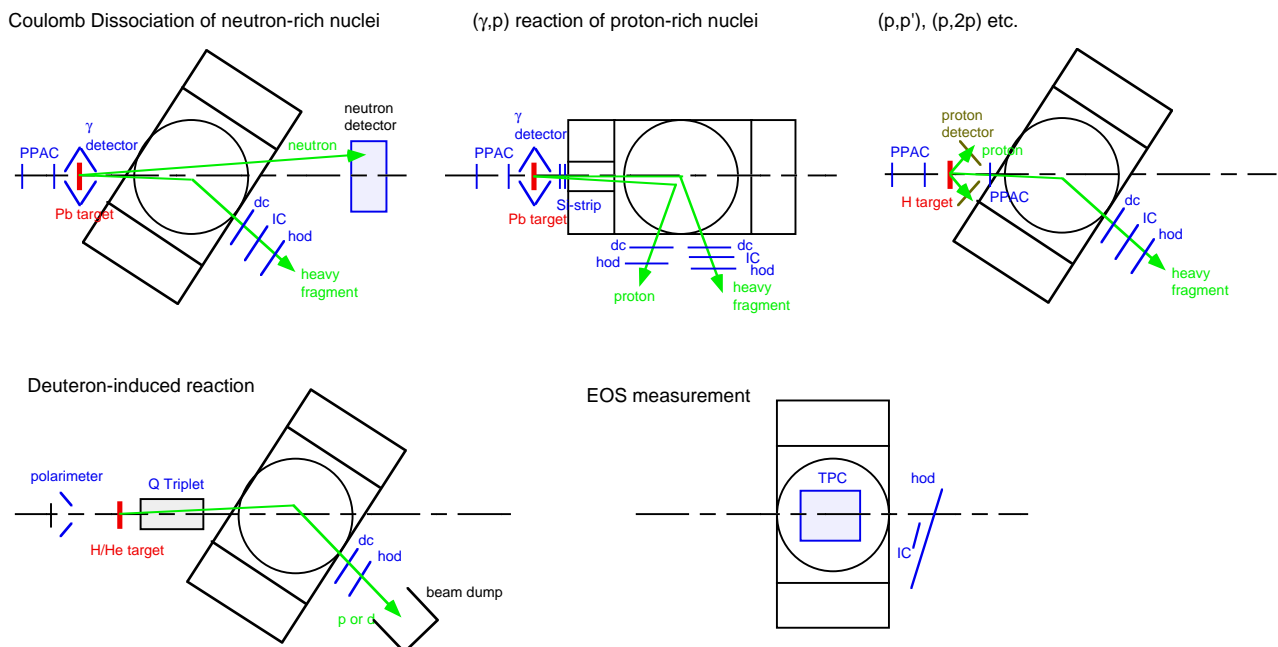 Coulomb Dissociation of neutron-rich nuclei
γ
detector
PPAC
neutron
neutron
detector
Pb target
dc
IC
hod
heavy
fragment
(γ,p) reaction of proton-rich nuclei
γ
detector
PPAC
Si-strip
Pb target
dc
hod
proton
dc
IC
hod
heavy
fragment
(p,p'), (p,2p) etc.
proton
detector
PPAC
proton
H target
PPAC
dc
IC
hod
heavy
fragment
Deuteron-induced reaction
polarimeter
Q Triplet
H/He target
dc
hod
p or d
beam dump
EOS measurement
TPC
hod
IC